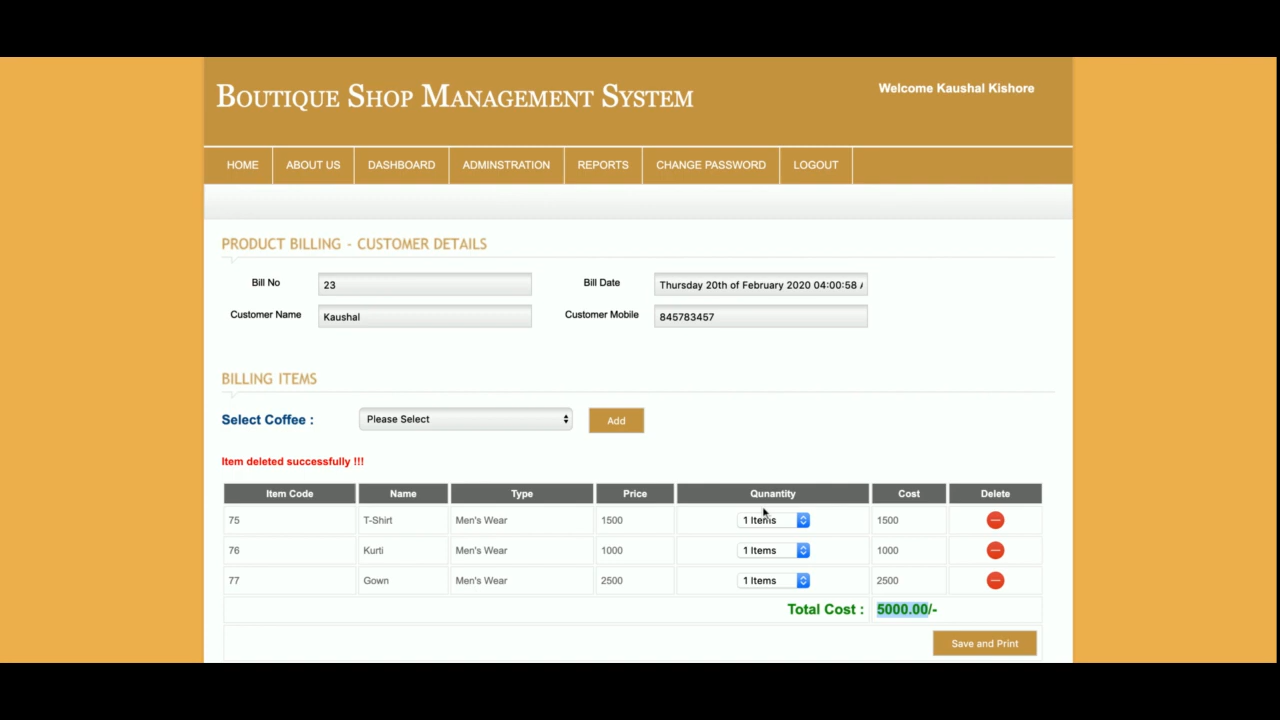 BOUTIQUE SHOP MANAGEMENT SYSTEM
Welcome Kaushal Kishore
HOME ABOUT US DASHBOARD ADMINSTRATION REPORTS CHANGE PASSWORD LOGOUT
PRODUCT BILLING - CUSTOMER DETAILS
Bill No 23 Bill Date Thursday 20th of February 2020 04:00:58
Customer Name Kaushal Customer Mobile 845783457
BILLING ITEMS
Select Coffee : Please Select Add
Item deleted successfully !!!
Item Code Name Type Price Qunantity Cost Delete
75 T-Shirt Men's Wear 1500 1 Items 1500
76 Kurti Men's Wear 1000 1 Items 1000
77 Gown Men's Wear 2500 1 Items 2500
Total Cost : 5000.00/-
Save and Print